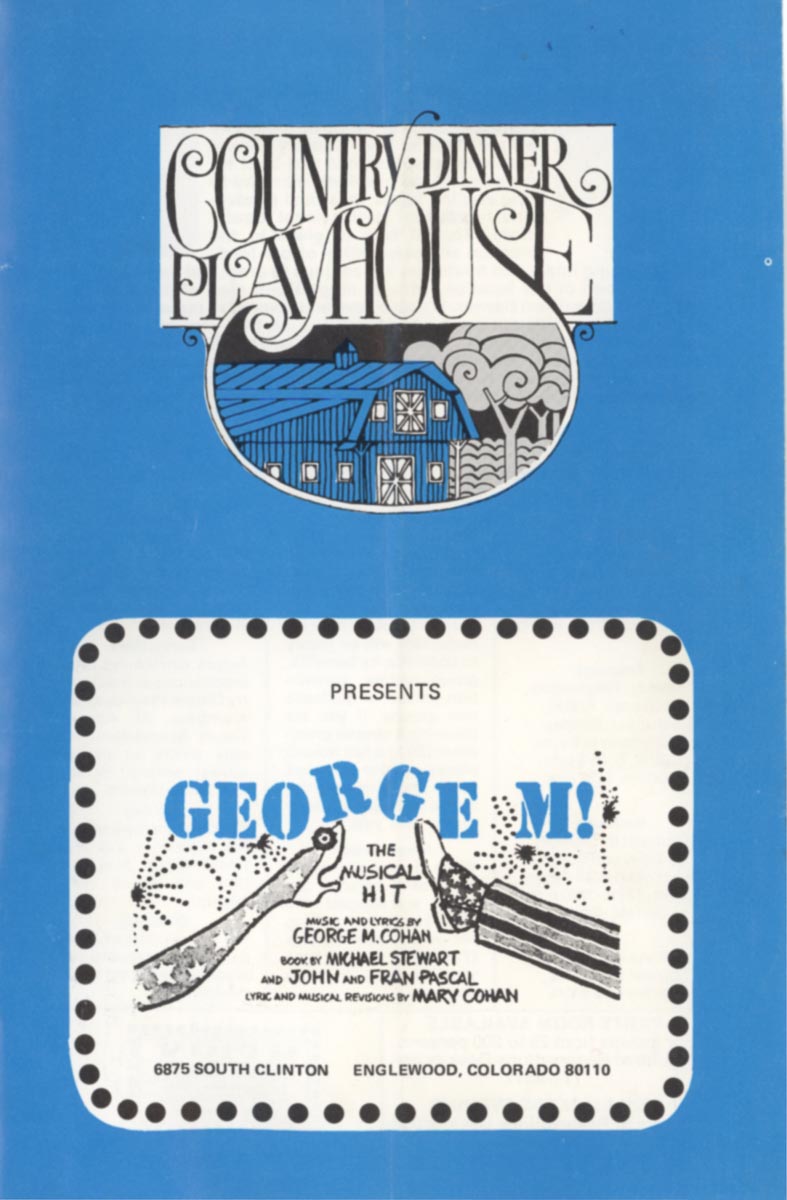 COUNTRY·DINNER
PLAYHOUSE
PRESENTS
GEORGE M!
THE
MUSICAL
HIT
MUSIC AND LYRICS BY
GEORGE M. COHAN
BOOK BY MICHAEL STEWART
AND JOHN AND FRAN PASCAL
LYRIC AND MUSICAL REVISIONS BY MARY COHAN
6875 SOUTH CLINTON ENGLEWOOD, COLORADO 80110